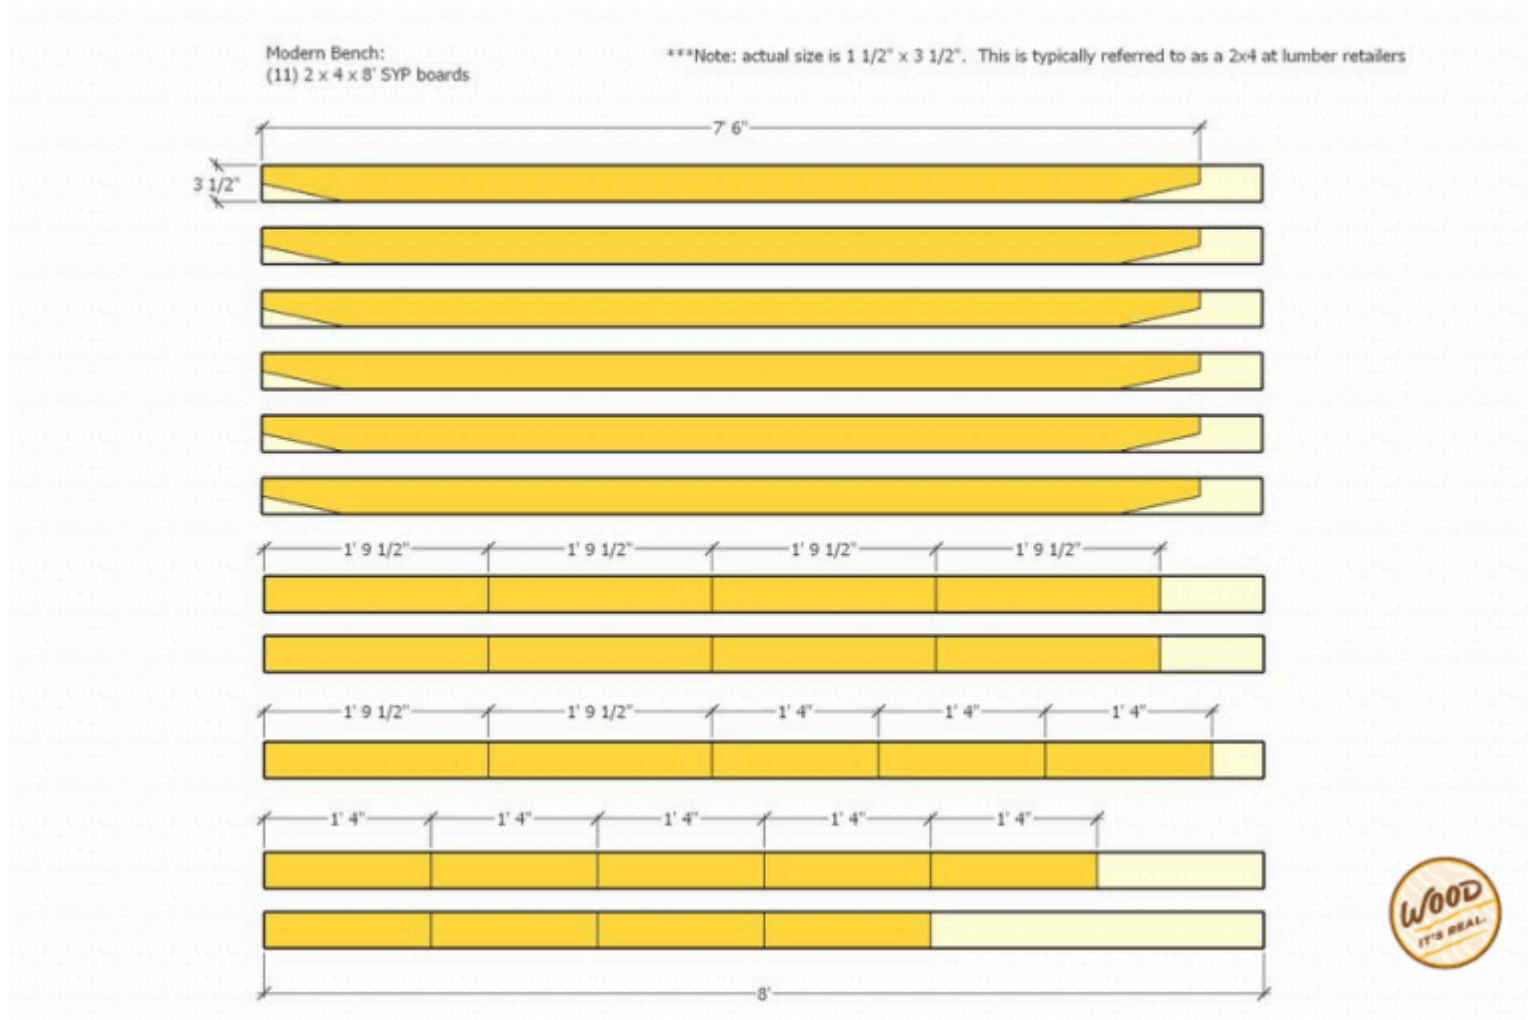 Modern Bench:
(11) 2 x 4 x 8' SYP boards
***Note: actual size is 1 1/2" x 3 1/2".  This is typically referred to as a 2x4 at lumber retailers
7' 6"
3 1/2"
1' 9 1/2" 1' 9 1/2" 1' 9 1/2" 1' 9 1/2"
1' 9 1/2" 1' 9 1/2" 1' 4" 1' 4" 1' 4"
1' 4" 1' 4" 1' 4" 1' 4" 1' 4"
8'
WOOD
IT'S REAL.